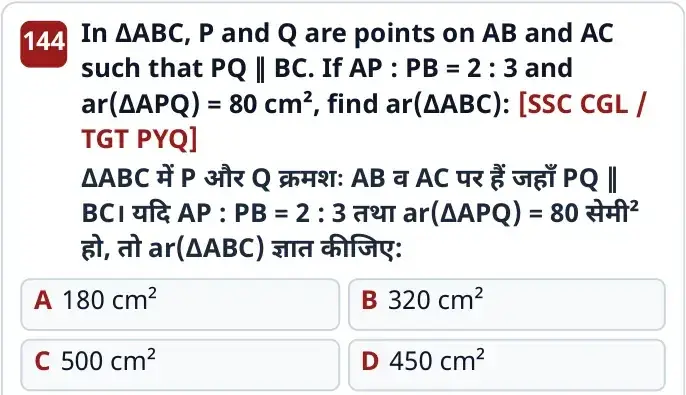 144 In ΔABC, P and Q are points on AB and AC
such that PQ ∥ BC. If AP : PB = 2 : 3 and
ar(ΔAPQ) = 80 cm², find ar(ΔABC): [SSC CGL /
TGT PYQ]
ΔABC में P और Q क्रमशः AB व AC पर हैं जहाँ PQ ∥
BC। यदि AP : PB = 2 : 3 तथा ar(ΔAPQ) = 80 सेमी²
हो, तो ar(ΔABC) ज्ञात कीजिए:
A 180 cm²
B 320 cm²
C 500 cm²
D 450 cm²